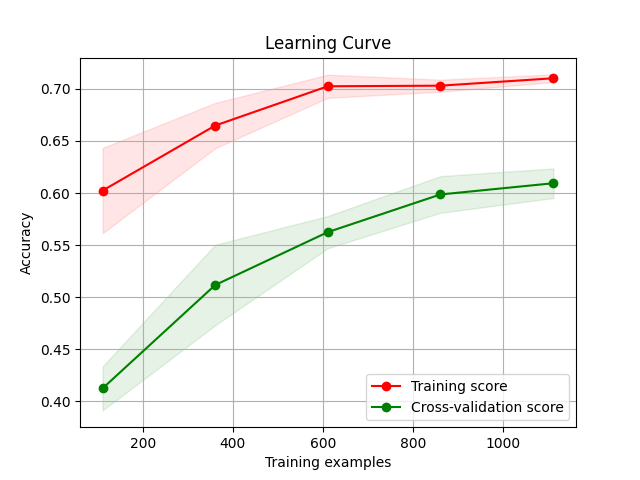 Learning Curve
Accuracy
0.70
0.65
0.60
0.55
0.50
0.45
0.40
200
400
600
800
1000
Training examples
Training score
Cross-validation score